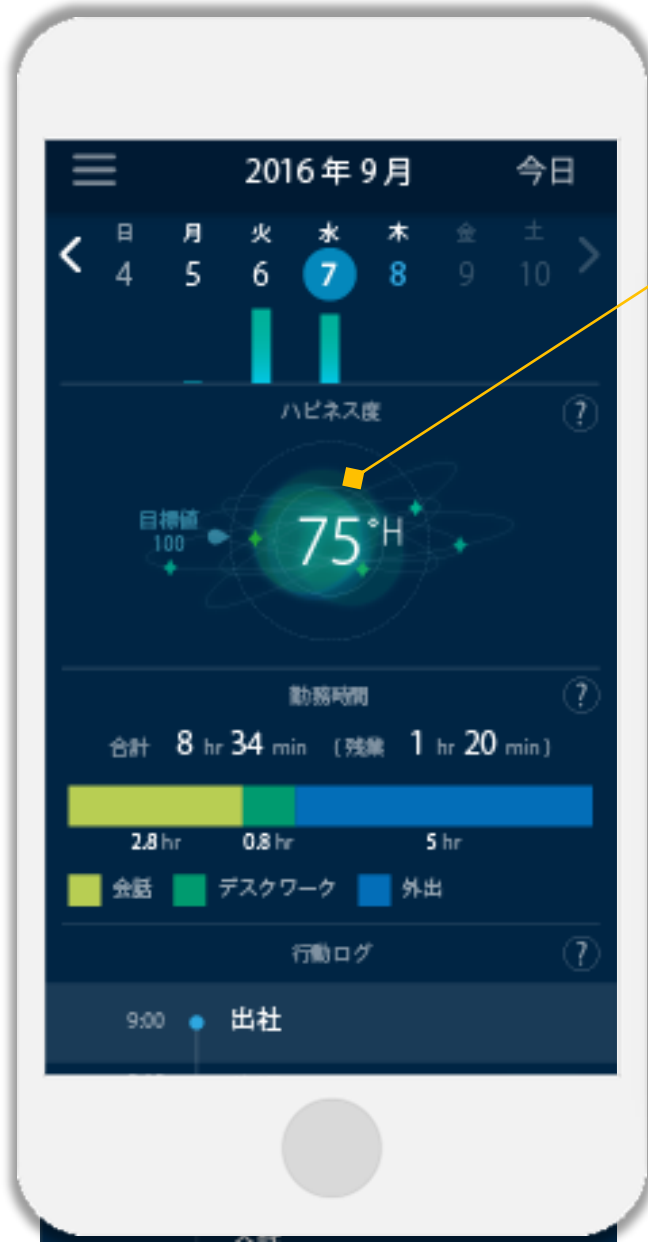 2016年9月 今日
日 月 火 水 木 金 土
4 5 6 7 8 9 10
ハピネス度 ?
目標値
100
75°H
勤務時間 ?
合計 8 hr 34 min [残業 1 hr 20 min]
2.8 hr 0.8 hr 5 hr
会話 デスクワーク 外出
行動ログ ?
9:00 出社